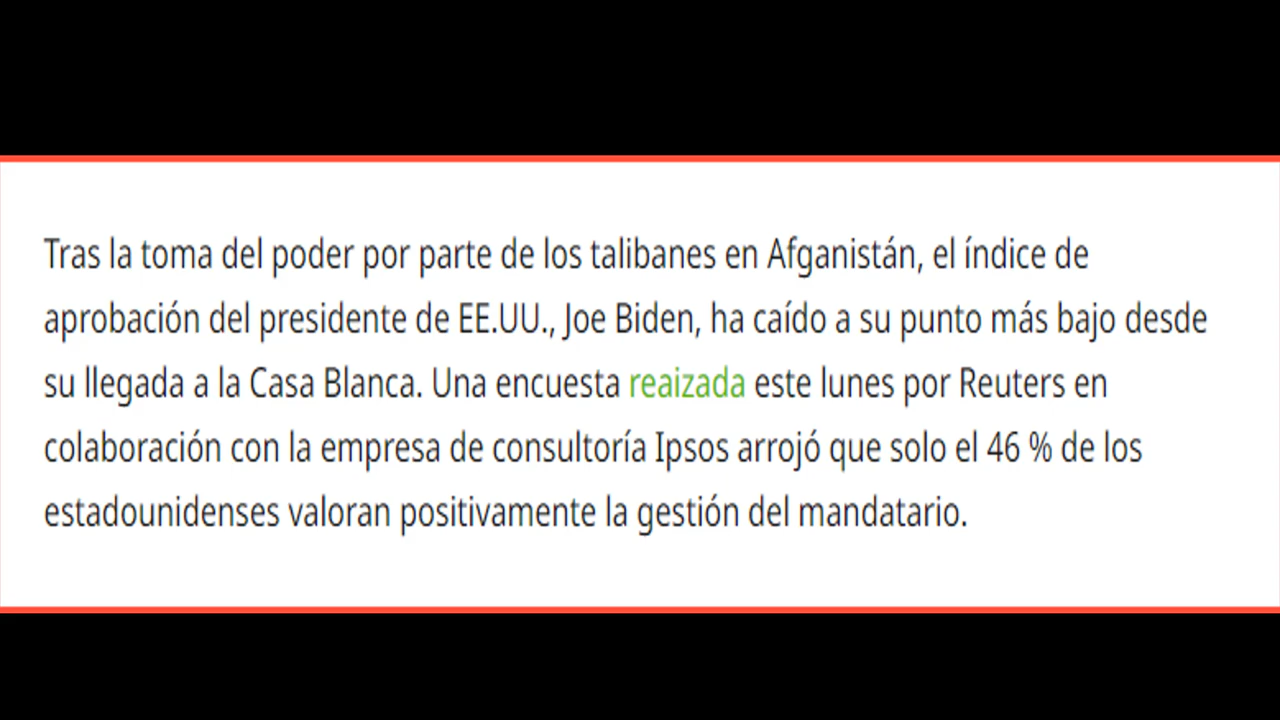 Tras la toma del poder por parte de los talibanes en Afganistán, el índice de
aprobación del presidente de EE.UU., Joe Biden, ha caído a su punto más bajo desde
su llegada a la Casa Blanca. Una encuesta reaizada este lunes por Reuters en
colaboración con la empresa de consultoría Ipsos arrojó que solo el 46 % de los
estadounidenses valoran positivamente la gestión del mandatario.